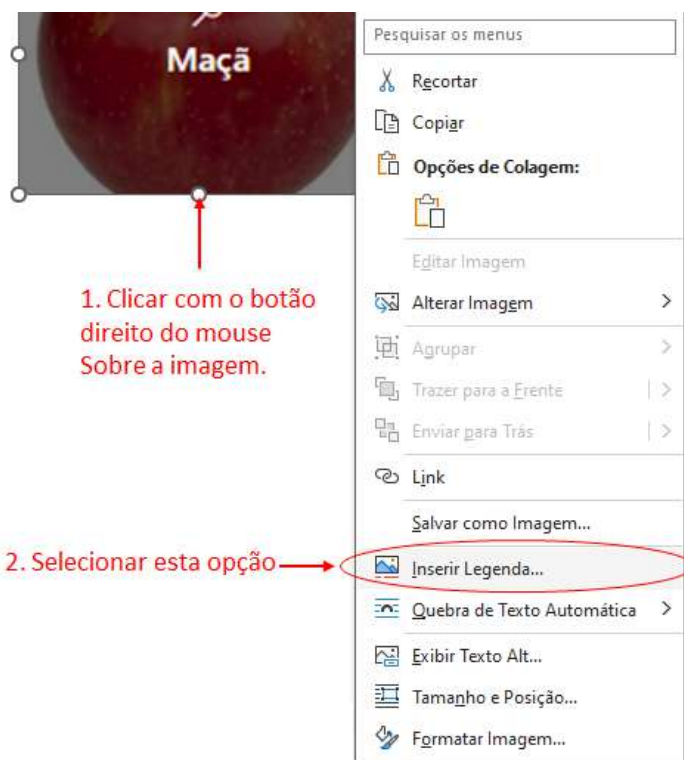 Maçã
1. Clicar com o botão
direito do mouse
Sobre a imagem.
2. Selecionar esta opção
Pesquisar os menus
Recortar
Copiar
Opções de Colagem:
Editar Imagem
Alterar Imagem
Agrupar
Trazer para a Frente
Enviar para Trás
Link
Salvar como Imagem...
Inserir Legenda...
Quebra de Texto Automática
Exibir Texto Alt...
Tamanho e Posição...
Formatar Imagem...